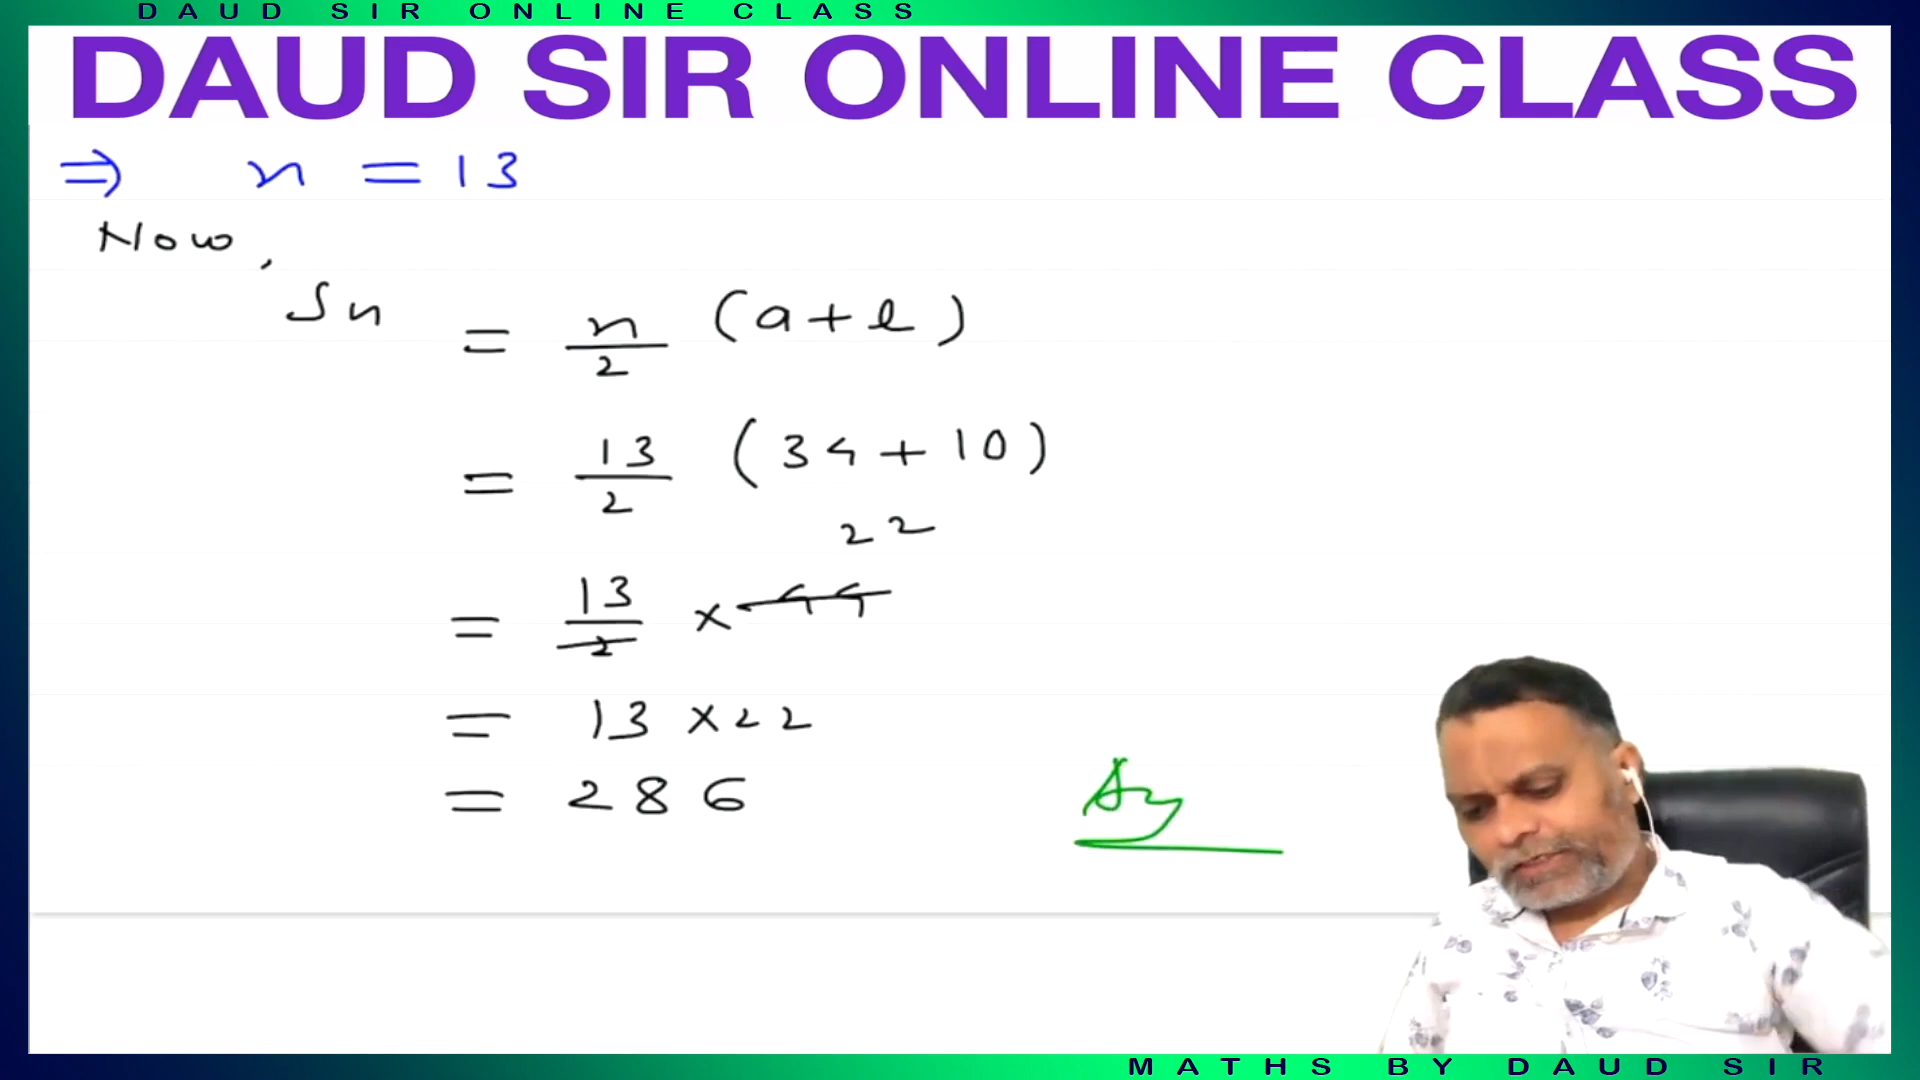 DAUD SIR ONLINE CLASS
DAUD SIR ONLINE CLASS
⇒ n = 13
Now,
Sn = n/2 (a+l)
= 13/2 (34+10)
22
= 13/2 × 44
= 13 × 22
= 286
Ans
MATHS BY DAUD SIR